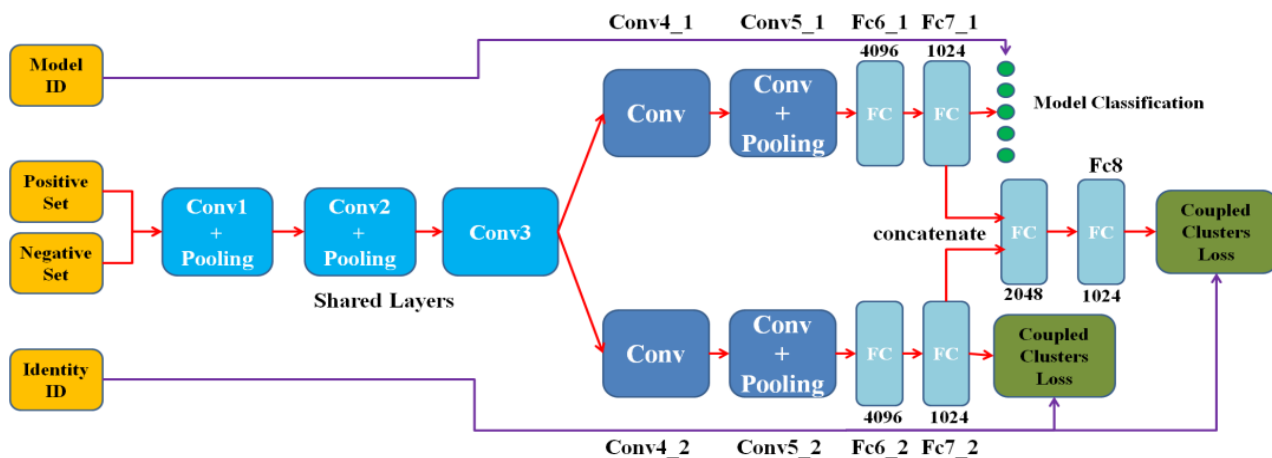 Conv4_1 Conv5_1 Fc6_1 Fc7_1
4096 1024
Model
ID
Conv
Conv
+
Pooling
FC
FC
Model Classification
Positive
Set
Negative
Set
Conv1
+
Pooling
Conv2
+
Pooling
Conv3
Shared Layers
concatenate
Fc8
FC
FC
2048
1024
Coupled
Clusters
Loss
Identity
ID
Conv
Conv
+
Pooling
FC
FC
Coupled
Clusters
Loss
4096 1024
Conv4_2 Conv5_2 Fc6_2 Fc7_2